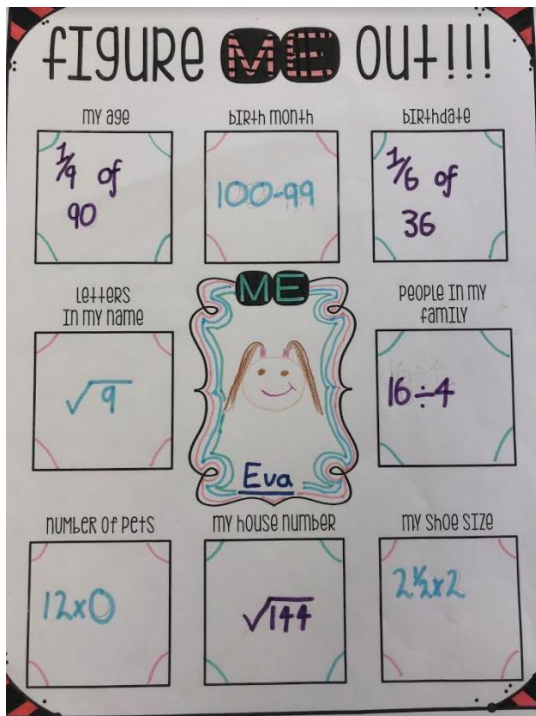 figure ME out!!!
my age
birth month
birthdate
1/9 of
90
100-99
1/6 of
36
Letters
in my name
ME
People in my
family
√9
16÷4
16÷4
Eva
Number of Pets
my house number
my shoe size
12x0
√144
2½x2